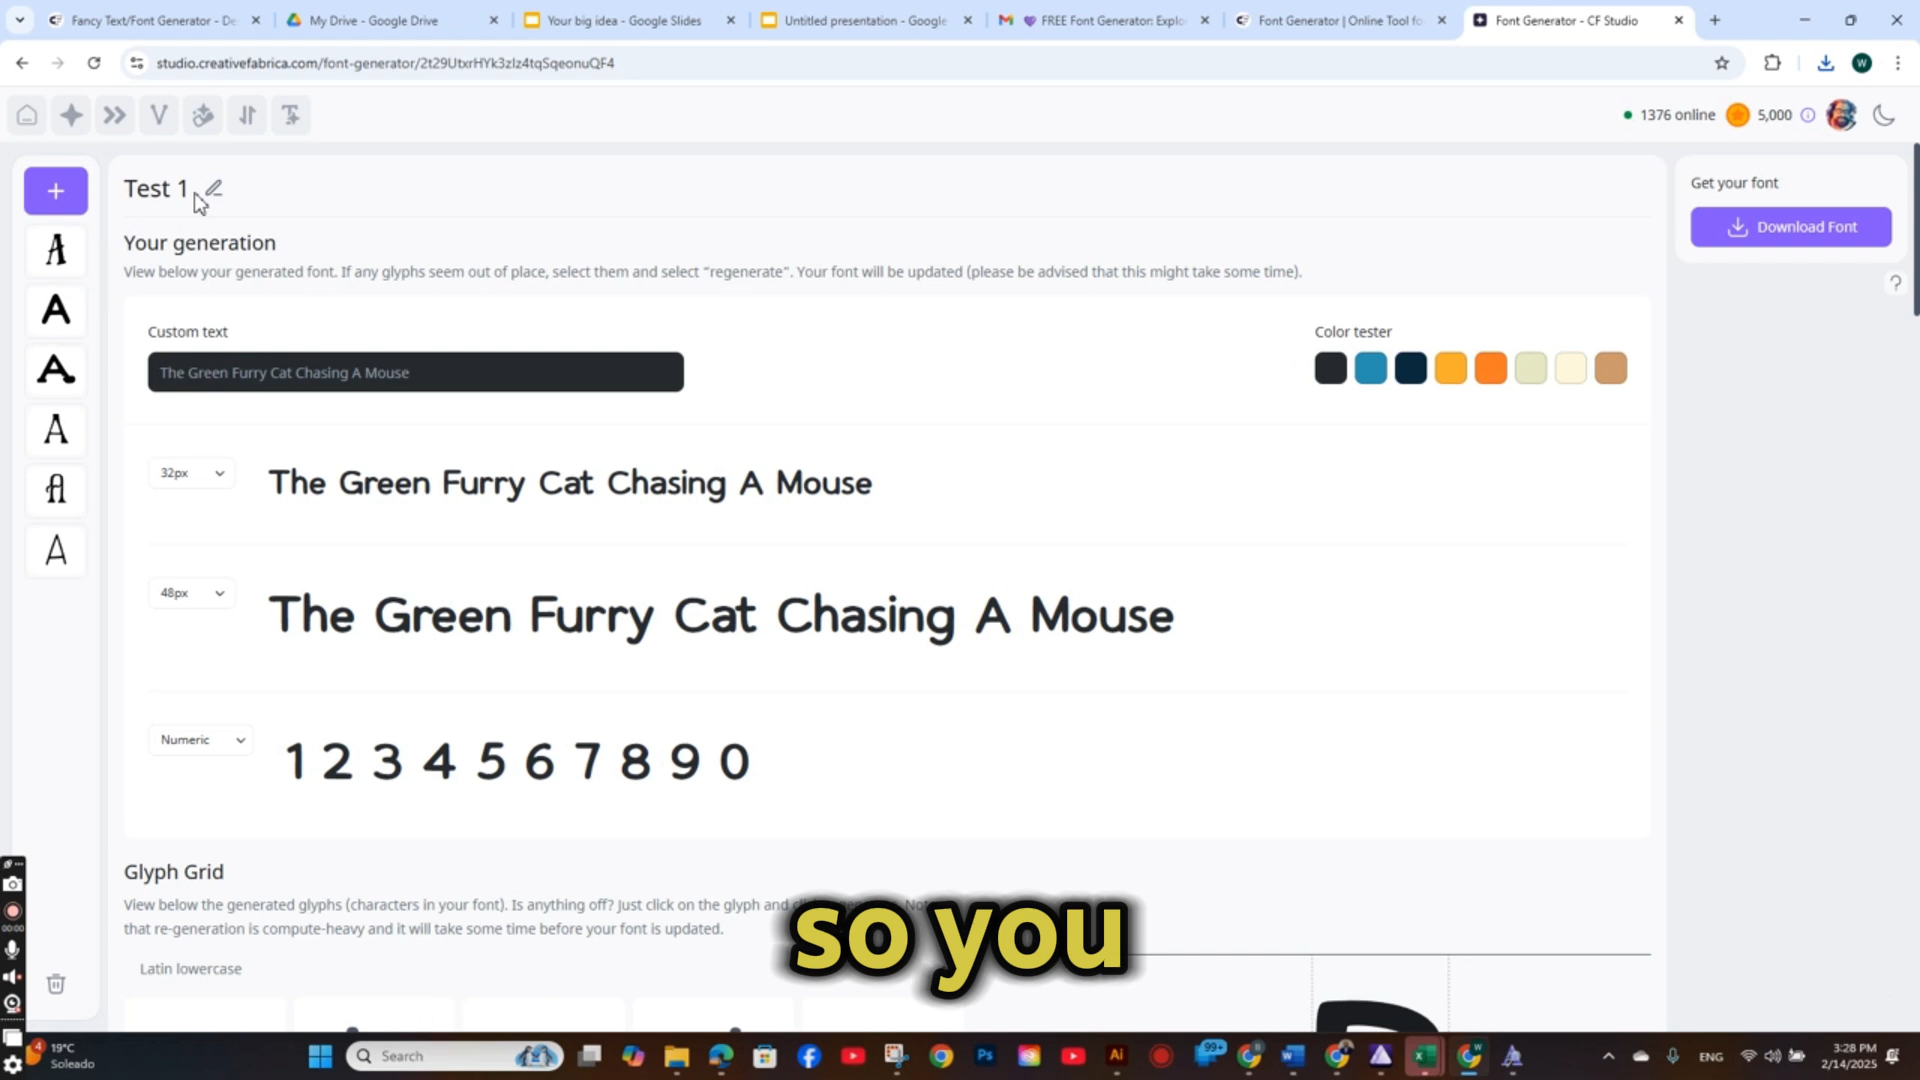 Fancy Text/Font Generator - De
My Drive - Google Drive
Your big idea - Google Slides
Untitled presentation - Google
FREE Font Generator: Explo
Font Generator | Online Tool fo
Font Generator - CF Studio
studio.creativefabrica.com/font-generator/2t29UtxrHYk3zlz4tqSqeonuQF4
W
1376 online
5,000
Test 1
Get your font
Download Font
Your generation
View below your generated font. If any glyphs seem out of place, select them and select "regenerate". Your font will be updated (please be advised that this might take some time).
?
Custom text
Color tester
The Green Furry Cat Chasing A Mouse
32px
The Green Furry Cat Chasing A Mouse
48px
The Green Furry Cat Chasing A Mouse
Numeric
1 2 3 4 5 6 7 8 9 0
A
A
A
A
A
A
Glyph Grid
View below the generated glyphs (characters in your font). Is anything off? Just click on the glyph and
that re-generation is compute-heavy and it will take some time before your font is updated.
so you
Latin lowercase
00:00
4
19°C
Soleado
Search
Ps
Ai
99+
ENG
3:28 PM
2/14/2025